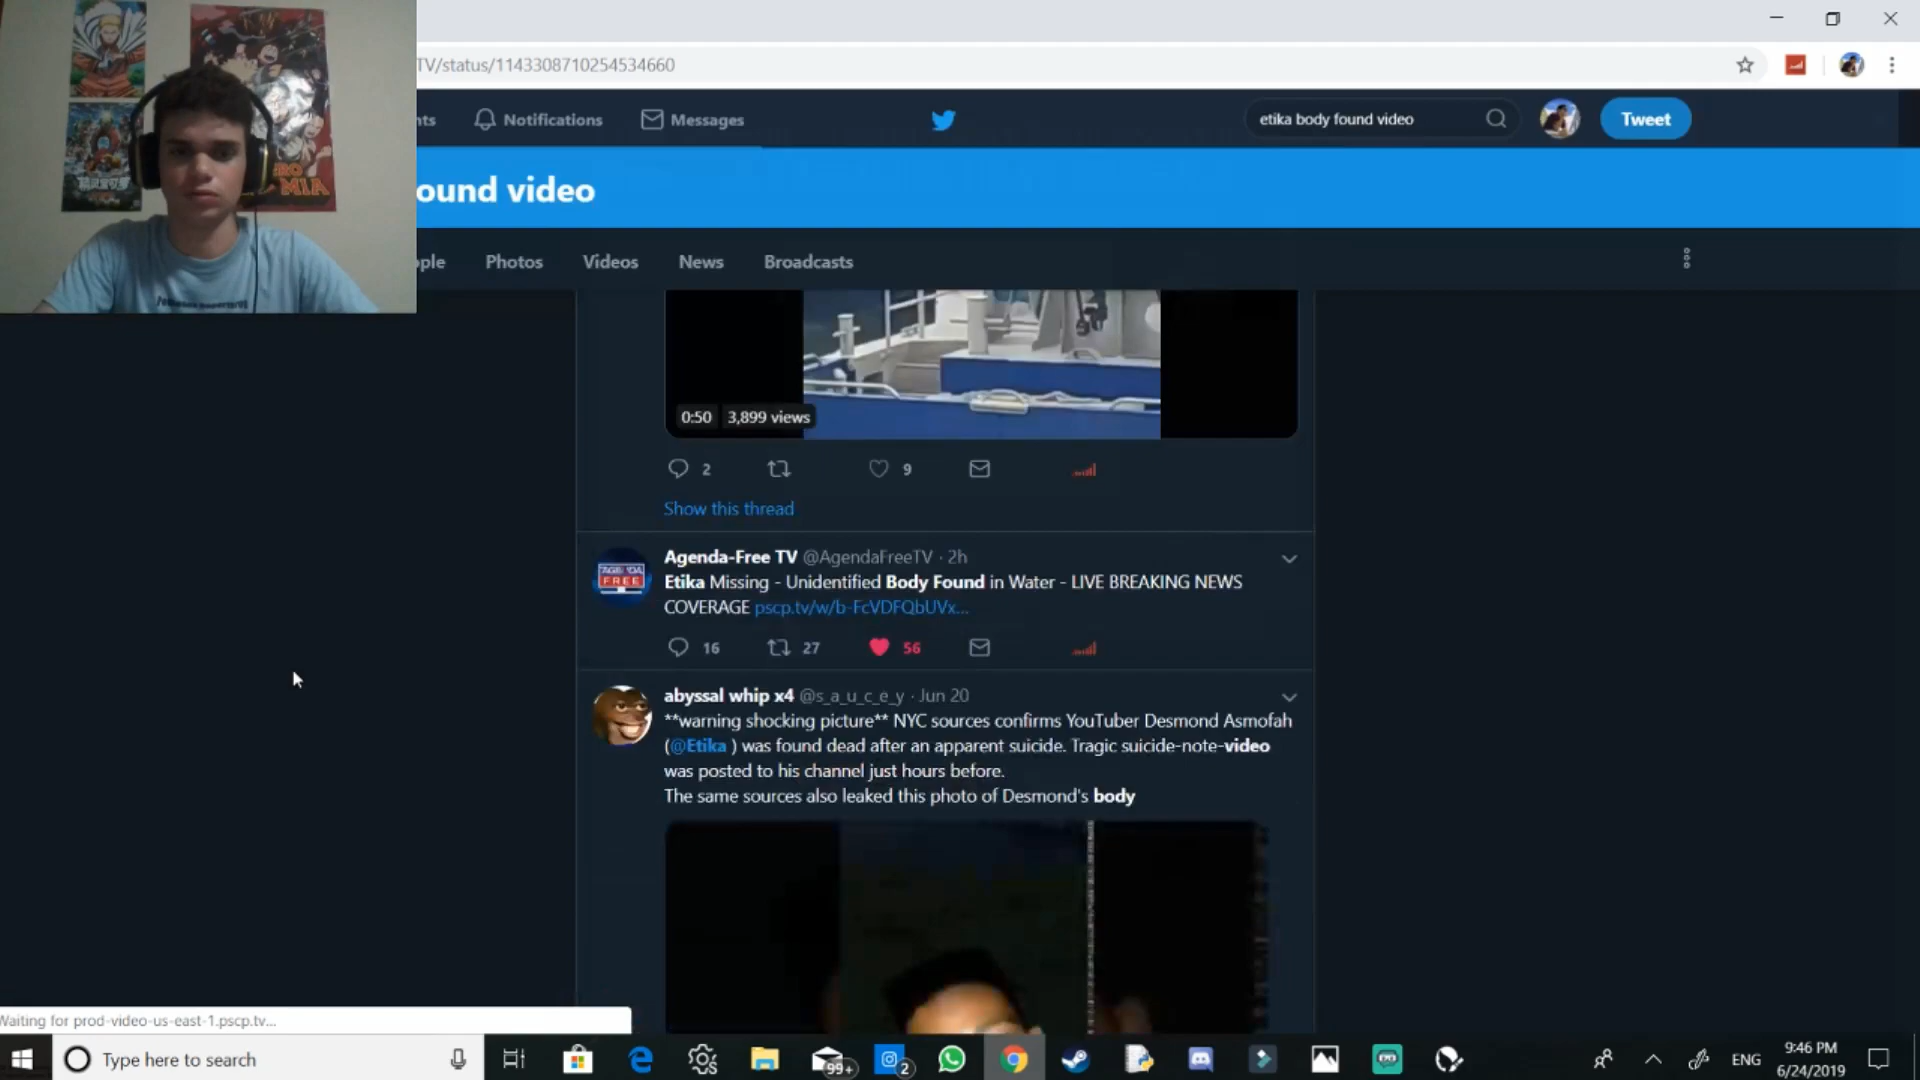 TV/status/1143308710254534660
nts
Notifications
Messages
etika body found video
Tweet
ound video
ople
Photos
Videos
News
Broadcasts
0:50
3,899 views
2
9
Show this thread
Agenda-Free TV @AgendaFreeTV · 2h
Etika Missing - Unidentified Body Found in Water - LIVE BREAKING NEWS
COVERAGE pscp.tv/w/b-FcVDFQbUVx...
16
27
56
abyssal whip x4 @s_a_u_c_e_y · Jun 20
**warning shocking picture** NYC sources confirms YouTuber Desmond Asmofah
(@Etika ) was found dead after an apparent suicide. Tragic suicide-note-video
was posted to his channel just hours before.
The same sources also leaked this photo of Desmond's body
Waiting for prod-video-us-east-1.pscp.tv...
Type here to search
99+
2
ENG
9:46 PM
6/24/2019